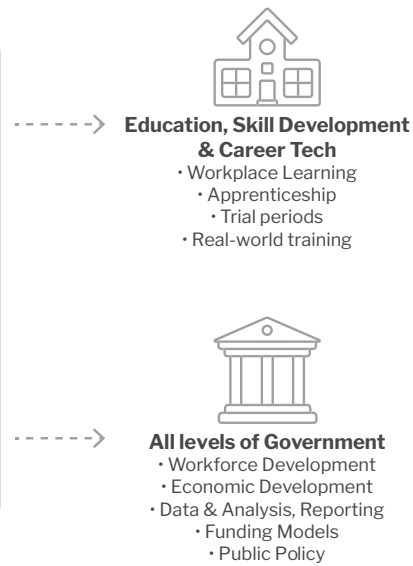 Education, Skill Development
& Career Tech
• Workplace Learning
• Apprenticeship
• Trial periods
• Real-world training
All levels of Government
• Workforce Development
• Economic Development
• Data & Analysis, Reporting
• Funding Models
• Public Policy